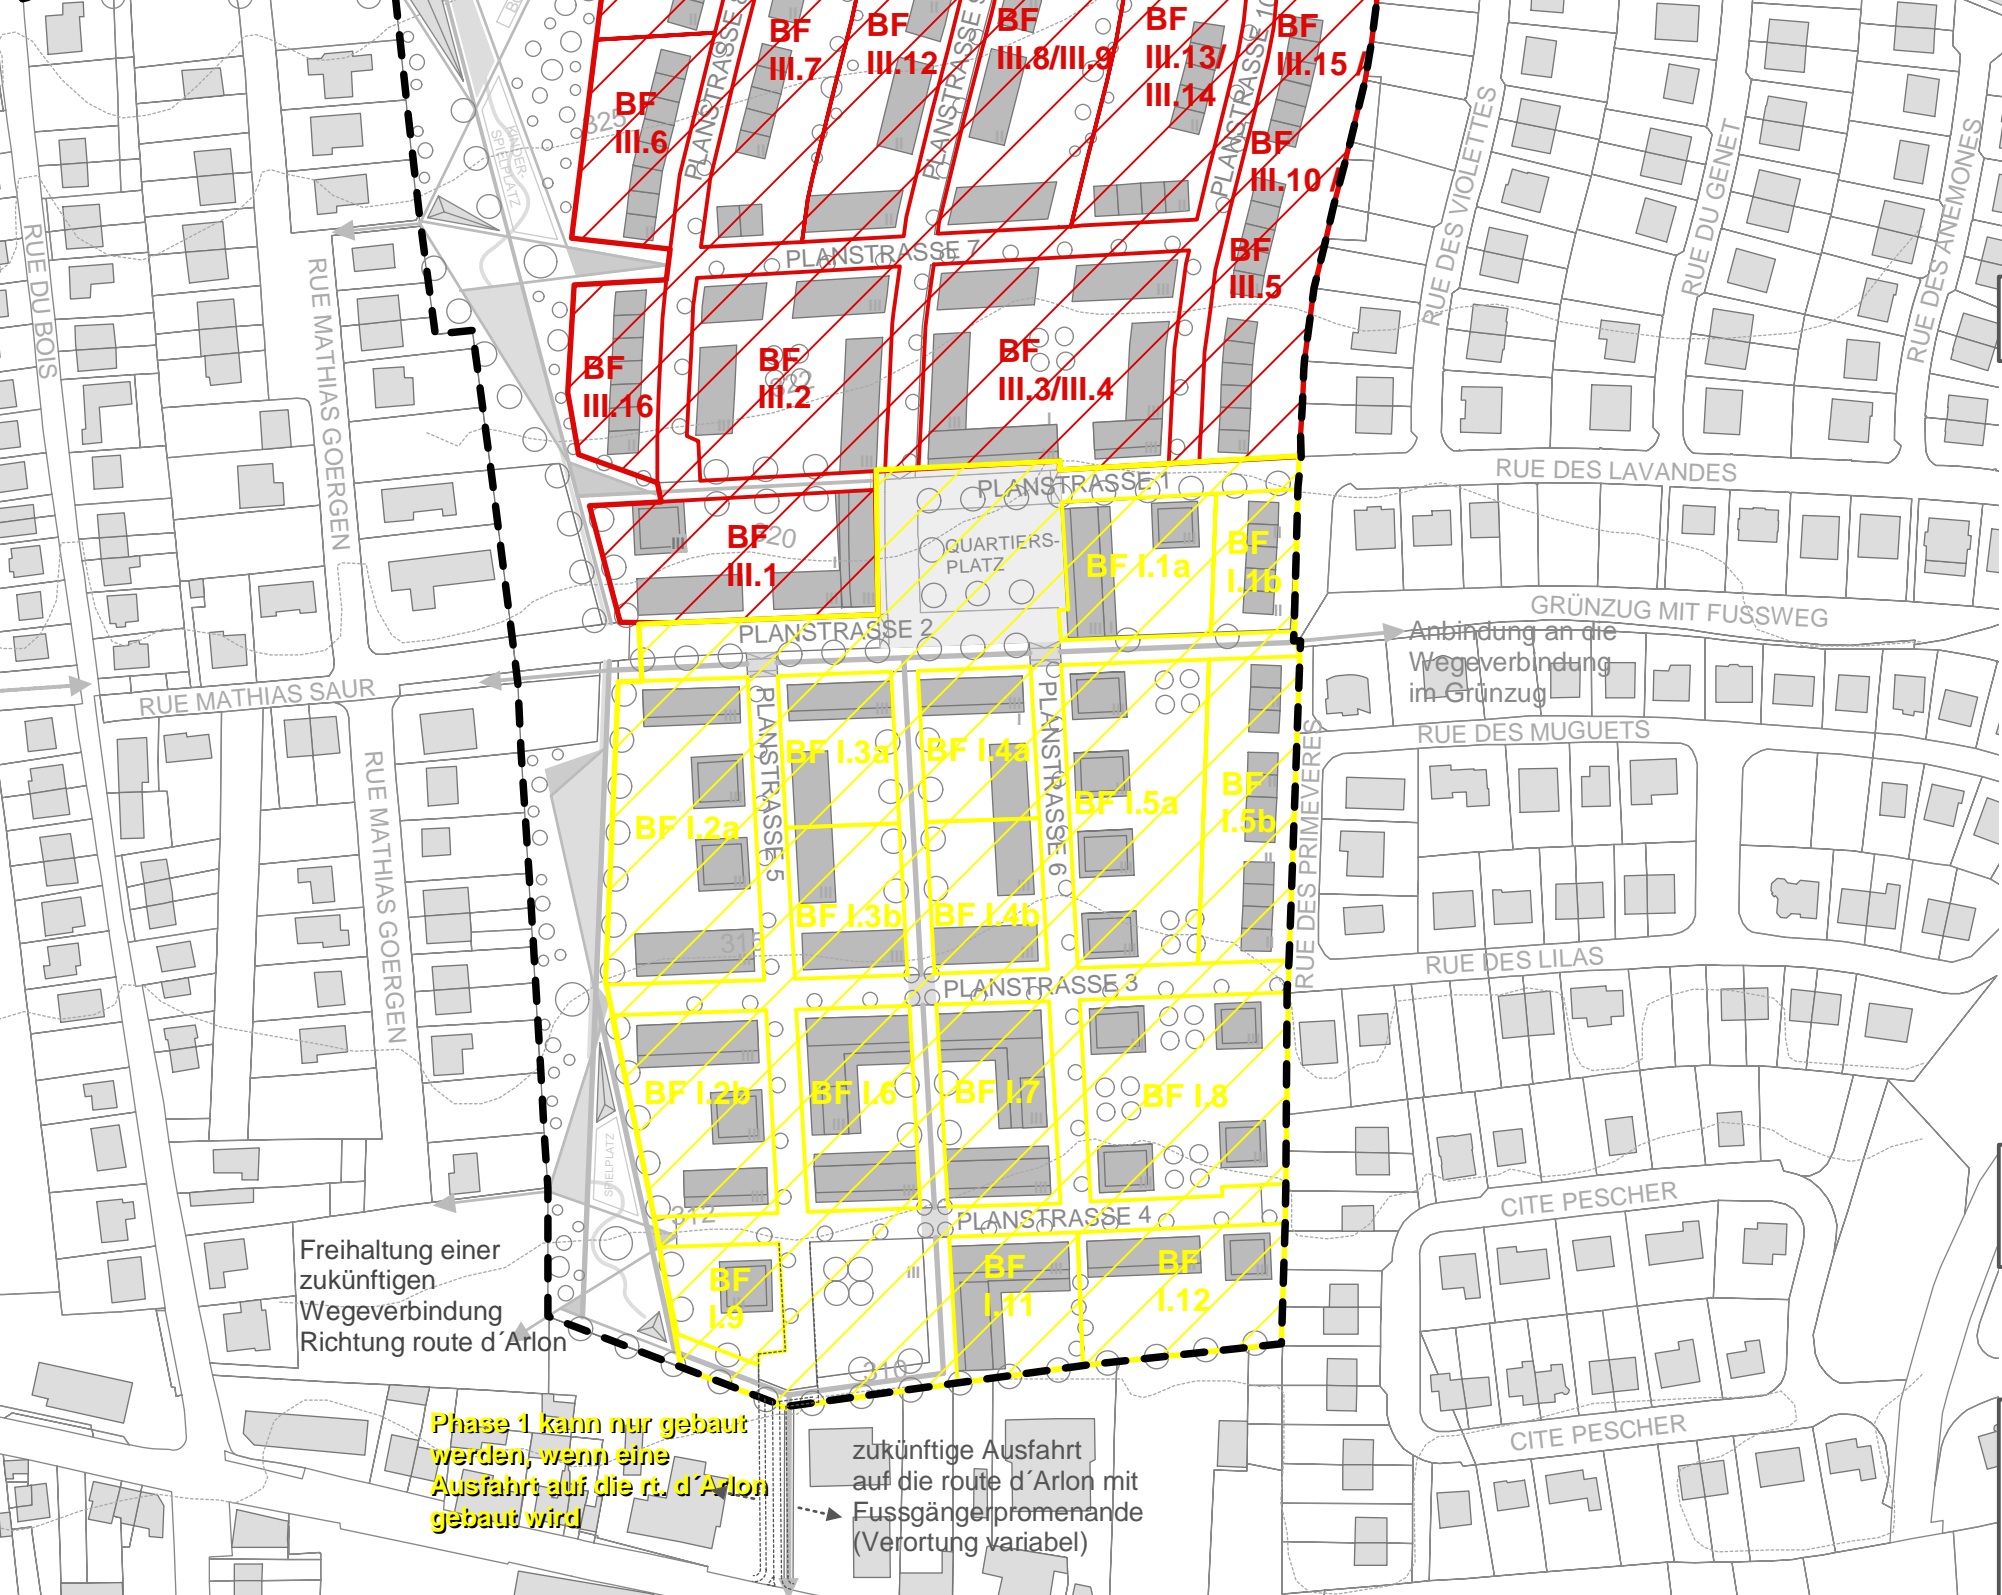 BF
III.7
BF
III.12
BF
III.8/III.9
BF
III.13/
III.14
BF
III.15 /
BF
III.6
325
KINDER-
SPIELPLATZ
BF
III.10 /
BF
III.5
PLANSTRASSE 7
RUE DU BOIS
RUE MATHIAS GOERGEN
RUE DES VIOLETTES
RUE DU GENET
RUE DES ANEMONES
BF
III.16
BF
III.2
322
BF
III.3/III.4
RUE DES LAVANDES
PLANSTRASSE 1
BF
III.1
320
QUARTIERS-
PLATZ
BF I.1a
BF
I.1b
GRÜNZUG MIT FUSSWEG
PLANSTRASSE 2
Anbindung an die
Wegeverbindung
im Grünzug
RUE MATHIAS SAUR
RUE DES MUGUETS
PLANSTRASSE 5
PLANSTRASSE 6
RUE DES PRIMEVERES
RUE MATHIAS GOERGEN
BF I.3a
BF I.4a
BF I.2a
BF I.5a
BF
I.5b
BF I.3b
BF I.4b
RUE DES LILAS
PLANSTRASSE 3
BF I.2b
BF I.6
BF I.7
BF I.8
SPIELPLATZ
312
PLANSTRASSE 4
CITE PESCHER
Freihaltung einer
zukünftigen
Wegeverbindung
Richtung route d´Arlon
BF
I.9
BF
I.11
BF
I.12
310
Phase 1 kann nur gebaut
werden, wenn eine
Ausfahrt auf die rt. d´Arlon
gebaut wird
zukünftige Ausfahrt
auf die route d´Arlon mit
Fussgängerpromenande
(Verortung variabel)
CITE PESCHER